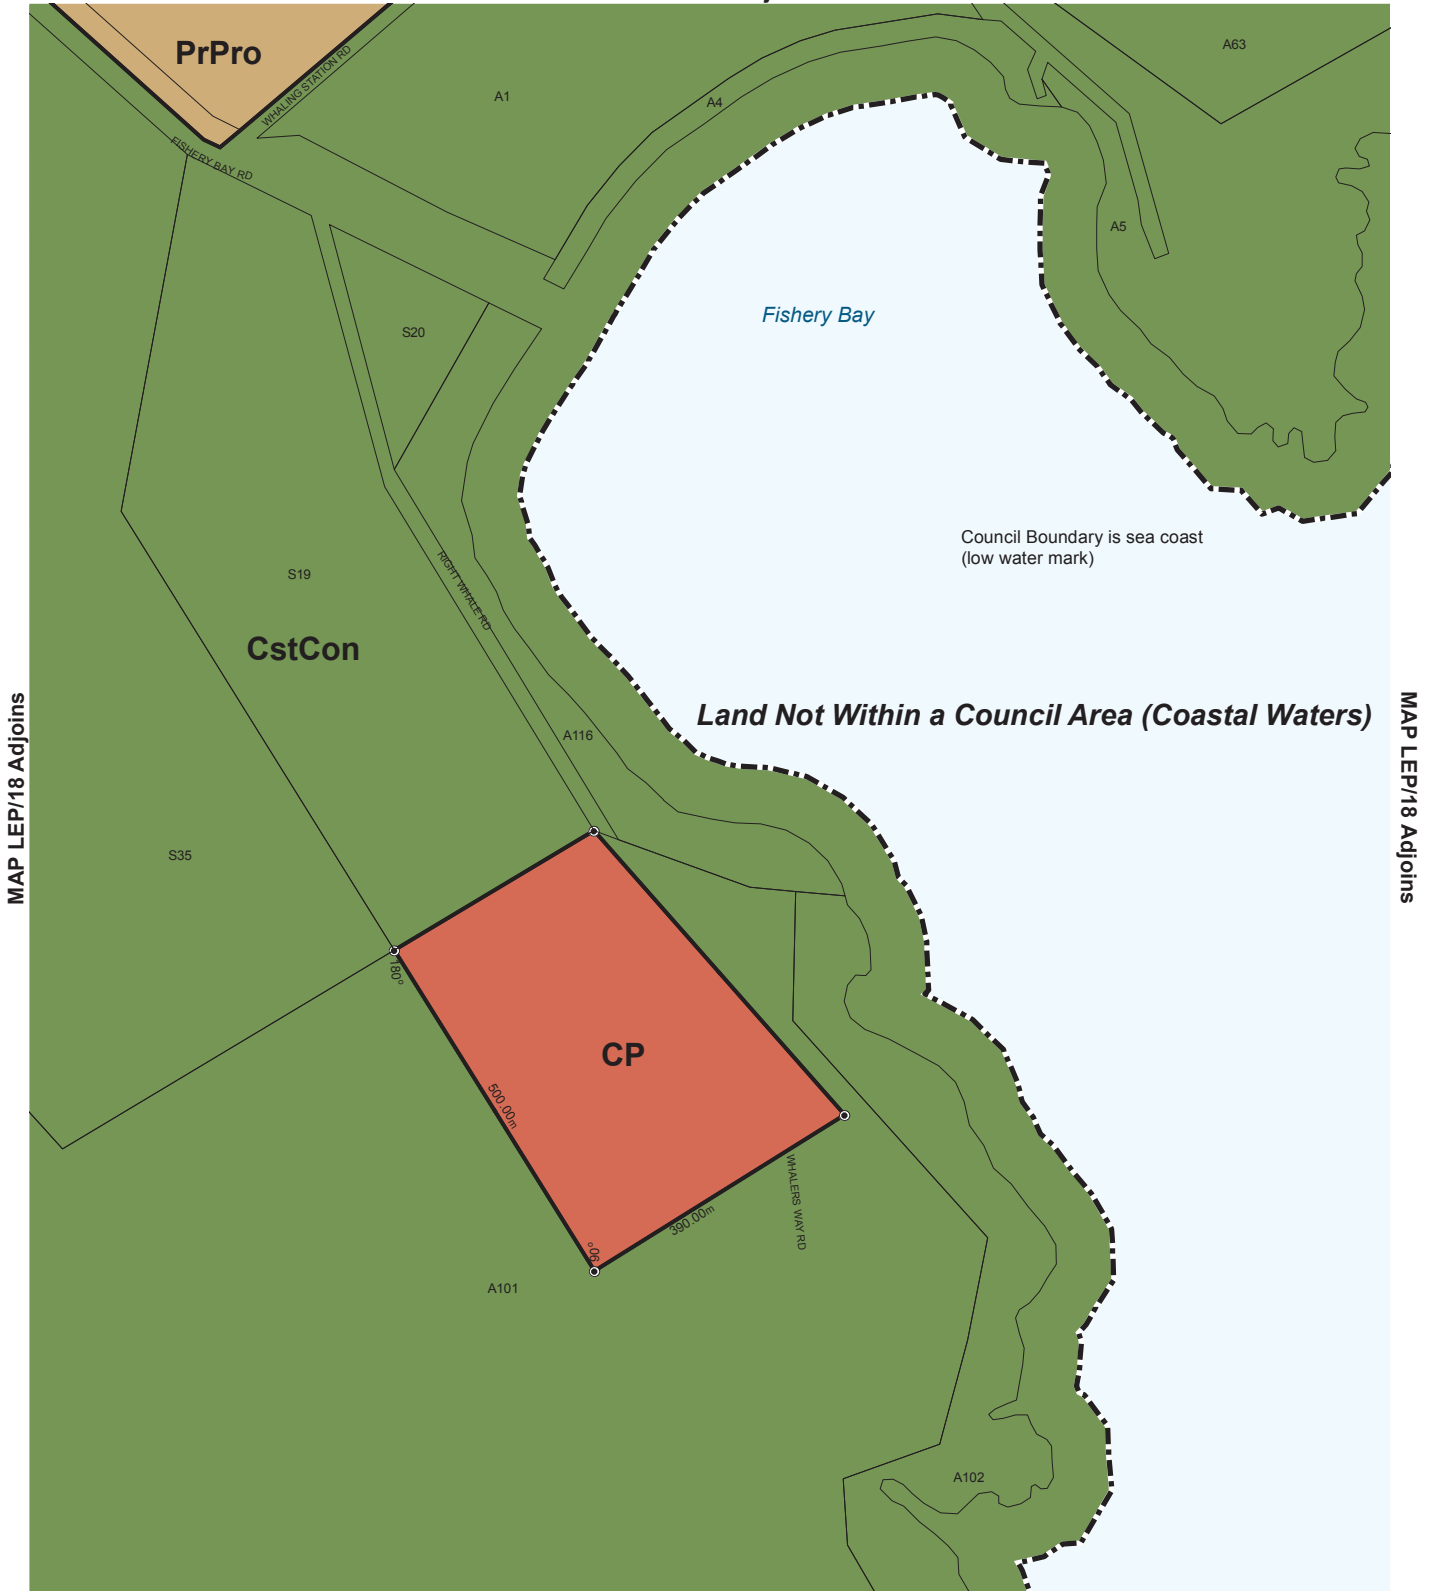 PrPro
WHALING STATION RD
FISHERY BAY RD
A1
A4
A63
A5
S20
Fishery Bay
Council Boundary is sea coast
(low water mark)
S19
CstCon
RIGHT WHALE RD
Land Not Within a Council Area (Coastal Waters)
MAP LEP/18 Adjoins
MAP LEP/18 Adjoins
A116
S35
180°
CP
500.00m
390.00m
WHALERS WAY RD
90°
A101
A102